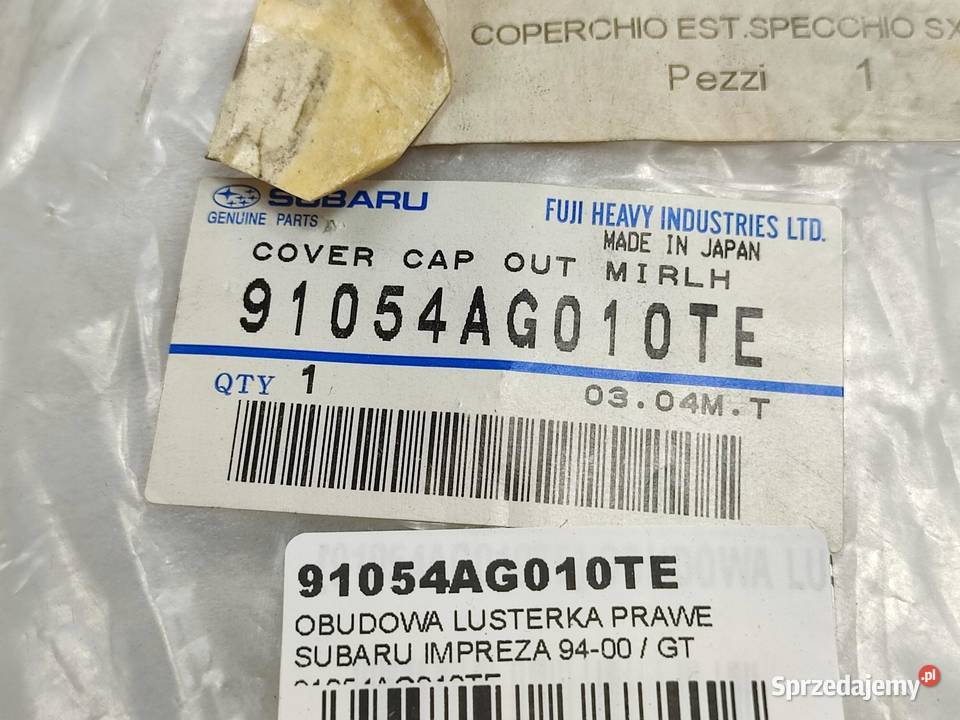 COPERCHIO EST.SPECCHIO SX
Pezzi 1
SUBARU
GENUINE PARTS
FUJI HEAVY INDUSTRIES LTD.
MADE IN JAPAN
COVER CAP OUT MIRLH
91054AG010TE
QTY 1
03.04M.T
91054AG010TE
OBUDOWA LUSTERKA PRAWE
SUBARU IMPREZA 94-00 / GT
91054AG010TE
Sprzedajemy.pl